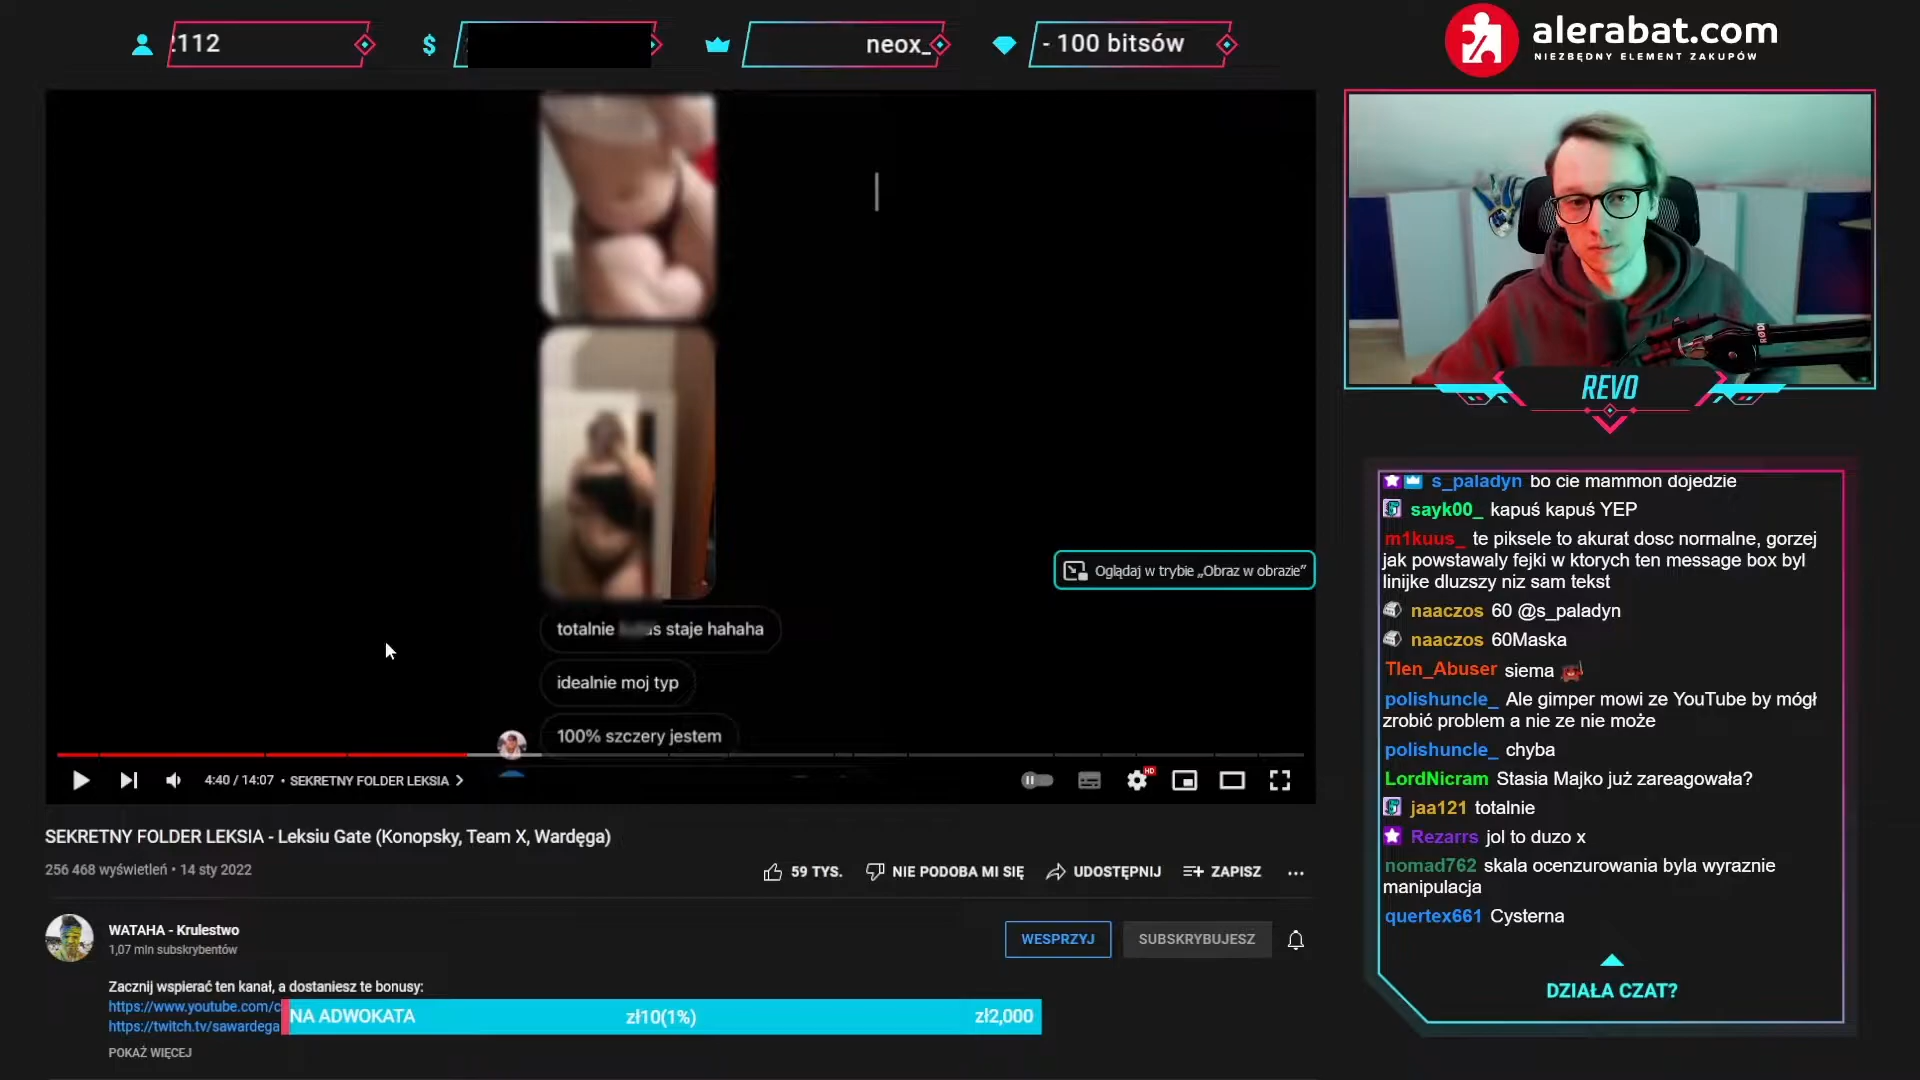 2112
neox_
- 100 bitsów
alerabat.com
NIEZBĘDNY ELEMENT ZAKUPÓW
Oglądaj w trybie „Obraz w obrazie”
totalnie staje hahaha
idealnie moj typ
100% szczery jestem
4:40 / 14:07 • SEKRETNY FOLDER LEKSIA
HD
SEKRETNY FOLDER LEKSIA - Leksiu Gate (Konopsky, Team X, Wardęga)
256 468 wyświetleń • 14 sty 2022
59 TYS.
NIE PODOBA MI SIĘ
UDOSTĘPNIJ
ZAPISZ
WATAHA - Krulestwo
1,07 mln subskrybentów
WESPRZYJ
SUBSKRYBUJESZ
Zacznij wspierać ten kanał, a dostaniesz te bonusy:
https://www.youtube.com/c
https://twitch.tv/sawardega
NA ADWOKATA zł10(1%) zł2,000
POKAŻ WIĘCEJ
RØDE
REVO
s_paladyn bo cie mammon dojedzie
sayk00_ kapuś kapuś YEP
m1kuus_ te piksele to akurat dosc normalne, gorzej
jak powstawaly fejki w ktorych ten message box byl
linijke dluzszy niz sam tekst
naaczos 60 @s_paladyn
naaczos 60Maska
Tlen_Abuser siema
polishuncle_ Ale gimper mowi ze YouTube by mógł
zrobić problem a nie ze nie może
polishuncle_ chyba
LordNicram Stasia Majko już zareagowała?
jaa121 totalnie
Rezarrs jol to duzo x
nomad762 skala ocenzurowania byla wyraznie
manipulacja
quertex661 Cysterna
DZIAŁA CZAT?